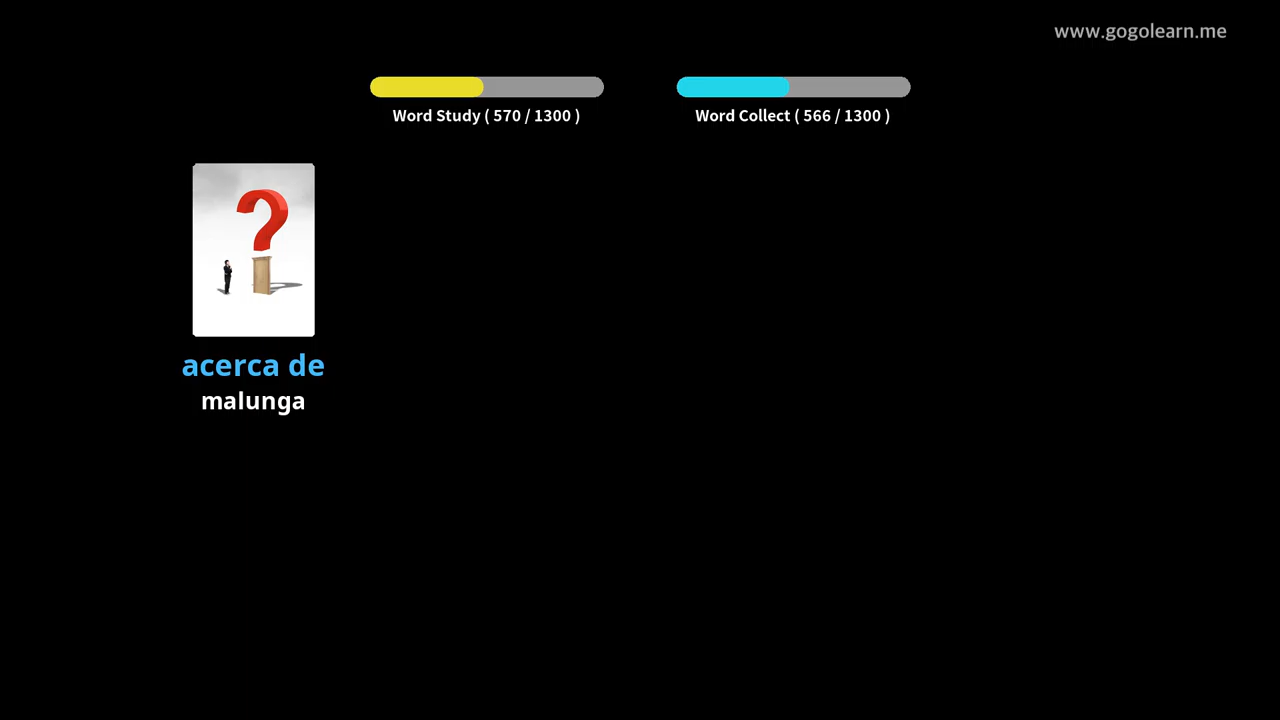 www.gogolearn.me
Word Study ( 570 / 1300 )
Word Collect ( 566 / 1300 )
acerca de
malunga